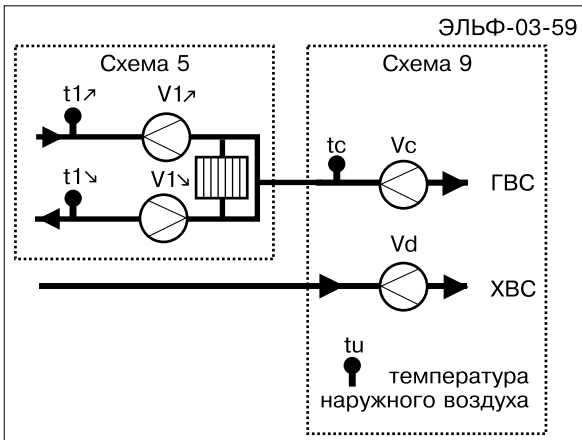 ЭЛЬФ-03-59
Схема 5
Схема 9
t1↗
V1↗
t1↘
V1↘
tc
Vc
ГВС
Vd
ХВС
tu
температура
наружного воздуха